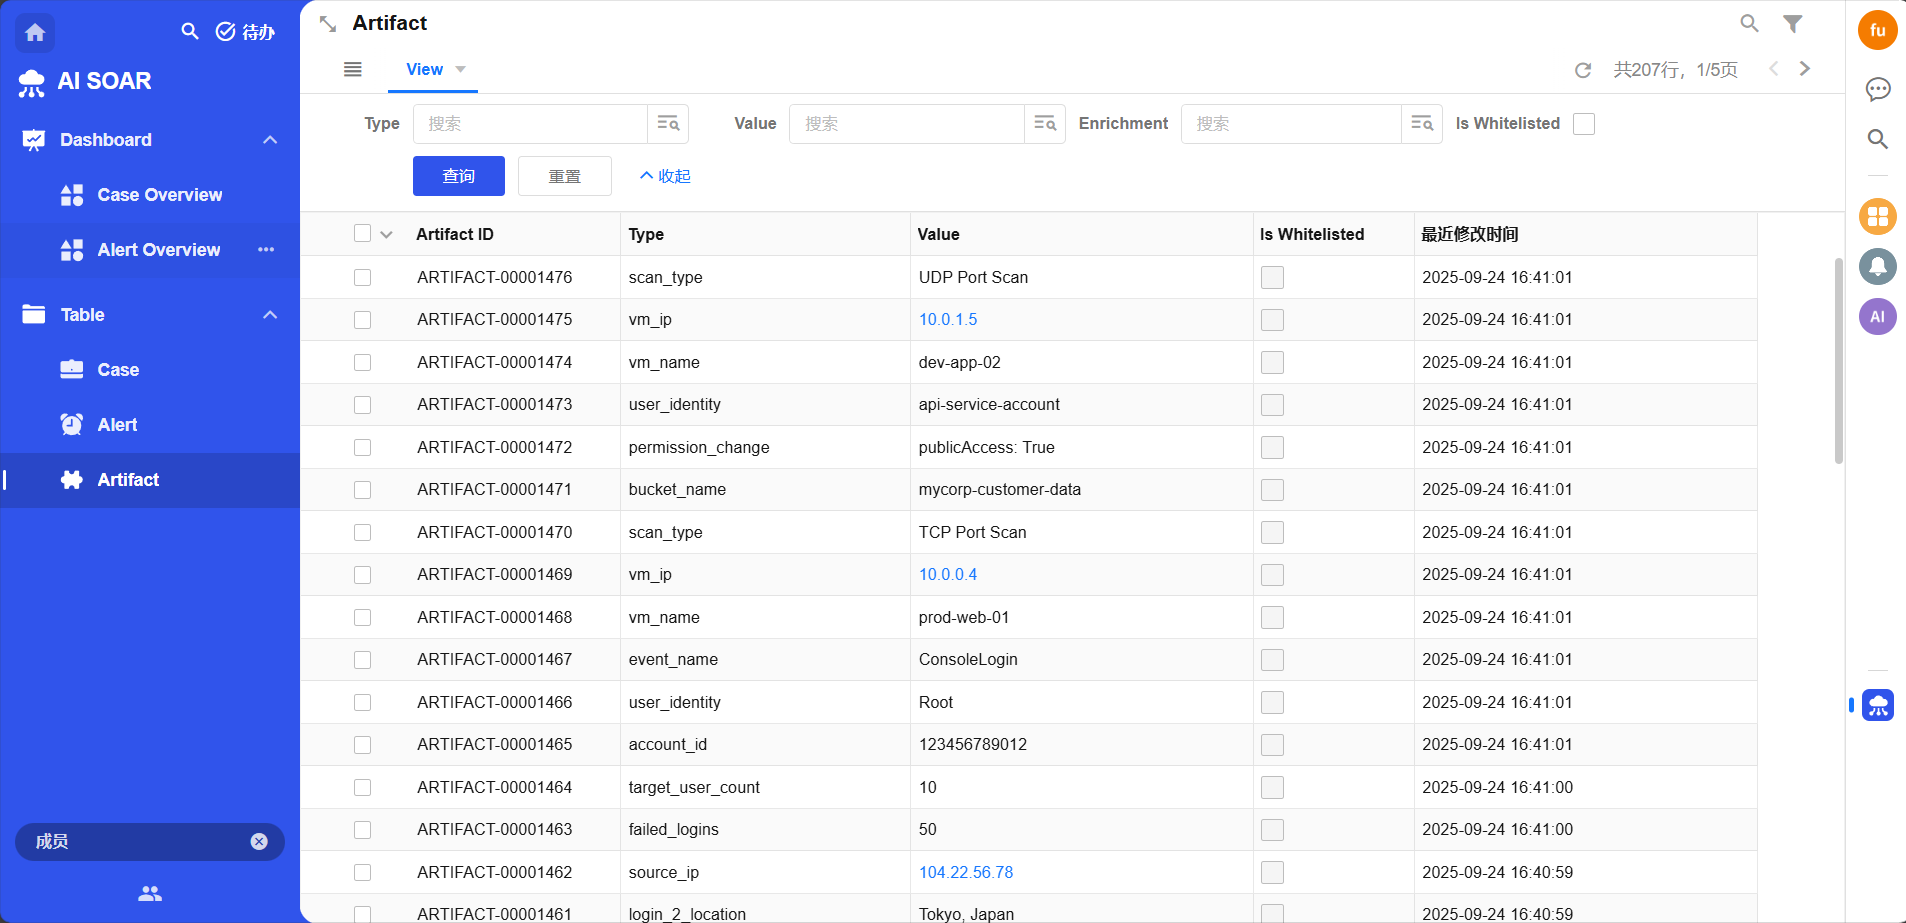 待办
AI SOAR
Dashboard
Case Overview
Alert Overview
Table
Case
Alert
Artifact
成员
Artifact
View
共207行，1/5页
Type 搜索 Value 搜索 Enrichment 搜索 Is Whitelisted
查询 重置 收起
Artifact ID Type Value Is Whitelisted 最近修改时间
ARTIFACT-00001476 scan_type UDP Port Scan 2025-09-24 16:41:01
ARTIFACT-00001475 vm_ip 10.0.1.5 2025-09-24 16:41:01
ARTIFACT-00001474 vm_name dev-app-02 2025-09-24 16:41:01
ARTIFACT-00001473 user_identity api-service-account 2025-09-24 16:41:01
ARTIFACT-00001472 permission_change publicAccess: True 2025-09-24 16:41:01
ARTIFACT-00001471 bucket_name mycorp-customer-data 2025-09-24 16:41:01
ARTIFACT-00001470 scan_type TCP Port Scan 2025-09-24 16:41:01
ARTIFACT-00001469 vm_ip 10.0.0.4 2025-09-24 16:41:01
ARTIFACT-00001468 vm_name prod-web-01 2025-09-24 16:41:01
ARTIFACT-00001467 event_name ConsoleLogin 2025-09-24 16:41:01
ARTIFACT-00001466 user_identity Root 2025-09-24 16:41:01
ARTIFACT-00001465 account_id 123456789012 2025-09-24 16:41:01
ARTIFACT-00001464 target_user_count 10 2025-09-24 16:41:00
ARTIFACT-00001463 failed_logins 50 2025-09-24 16:41:00
ARTIFACT-00001462 source_ip 104.22.56.78 2025-09-24 16:40:59
ARTIFACT-00001461 login_2_location Tokyo, Japan 2025-09-24 16:40:59
fu
AI